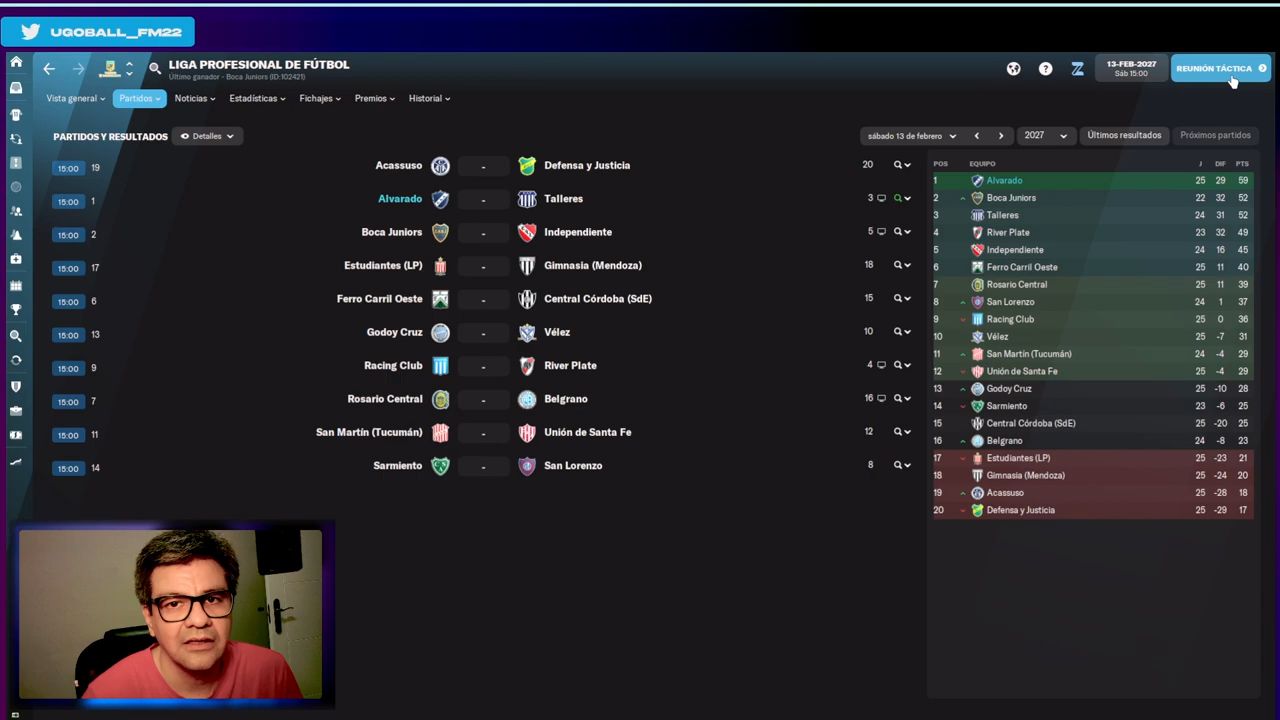 UGOBALL_FM22
LIGA PROFESIONAL DE FÚTBOL
Último ganador - Boca Juniors (ID:102421)
13-FEB-2027
Sáb 15:00
REUNIÓN TÁCTICA
Vista general Partidos Noticias Estadísticas Fichajes Premios Historial
PARTIDOS Y RESULTADOS Detalles sábado 13 de febrero 2027 Últimos resultados Próximos partidos
15:00 19 Acassuso - Defensa y Justicia 20
15:00 1 Alvarado - Talleres 3
15:00 2 Boca Juniors - Independiente 5
15:00 17 Estudiantes (LP) - Gimnasia (Mendoza) 18
15:00 6 Ferro Carril Oeste - Central Córdoba (SdE) 15
15:00 13 Godoy Cruz - Vélez 10
15:00 9 Racing Club - River Plate 4
15:00 7 Rosario Central - Belgrano 16
15:00 11 San Martín (Tucumán) - Unión de Santa Fe 12
15:00 14 Sarmiento - San Lorenzo 8
POS EQUIPO J DIF PTS
1 Alvarado 25 29 59
2 Boca Juniors 22 32 52
3 Talleres 24 31 52
4 River Plate 23 32 49
5 Independiente 24 16 45
6 Ferro Carril Oeste 25 11 40
7 Rosario Central 25 11 39
8 San Lorenzo 24 1 37
9 Racing Club 25 0 36
10 Vélez 25 -7 31
11 San Martín (Tucumán) 24 -4 29
12 Unión de Santa Fe 25 -4 29
13 Godoy Cruz 25 -10 28
14 Sarmiento 23 -6 25
15 Central Córdoba (SdE) 25 -20 25
16 Belgrano 24 -8 23
17 Estudiantes (LP) 25 -23 21
18 Gimnasia (Mendoza) 25 -24 20
19 Acassuso 25 -28 18
20 Defensa y Justicia 25 -29 17